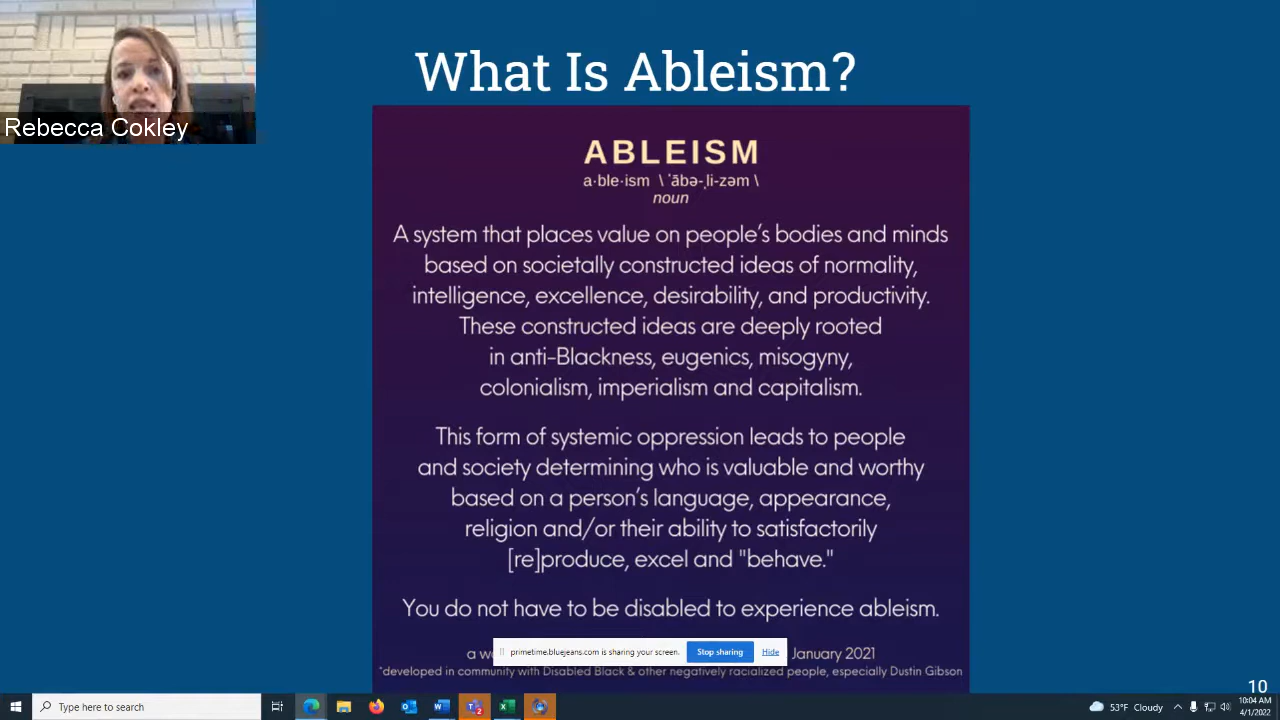 Rebecca Cokley
What Is Ableism?
ABLEISM
a·ble·ism \ ˈābə-ˌli-zəm \
noun
A system that places value on people's bodies and minds
based on societally constructed ideas of normality,
intelligence, excellence, desirability, and productivity.
These constructed ideas are deeply rooted
in anti-Blackness, eugenics, misogyny,
colonialism, imperialism and capitalism.
This form of systemic oppression leads to people
and society determining who is valuable and worthy
based on a person's language, appearance,
religion and/or their ability to satisfactorily
[re]produce, excel and "behave."
You do not have to be disabled to experience ableism.
a January 2021
primetime.bluejeans.com is sharing your screen. Stop sharing Hide
*developed in community with Disabled Black & other negatively racialized people, especially Dustin Gibson
10
Type here to search
53°F Cloudy
10:04 AM
4/1/2022